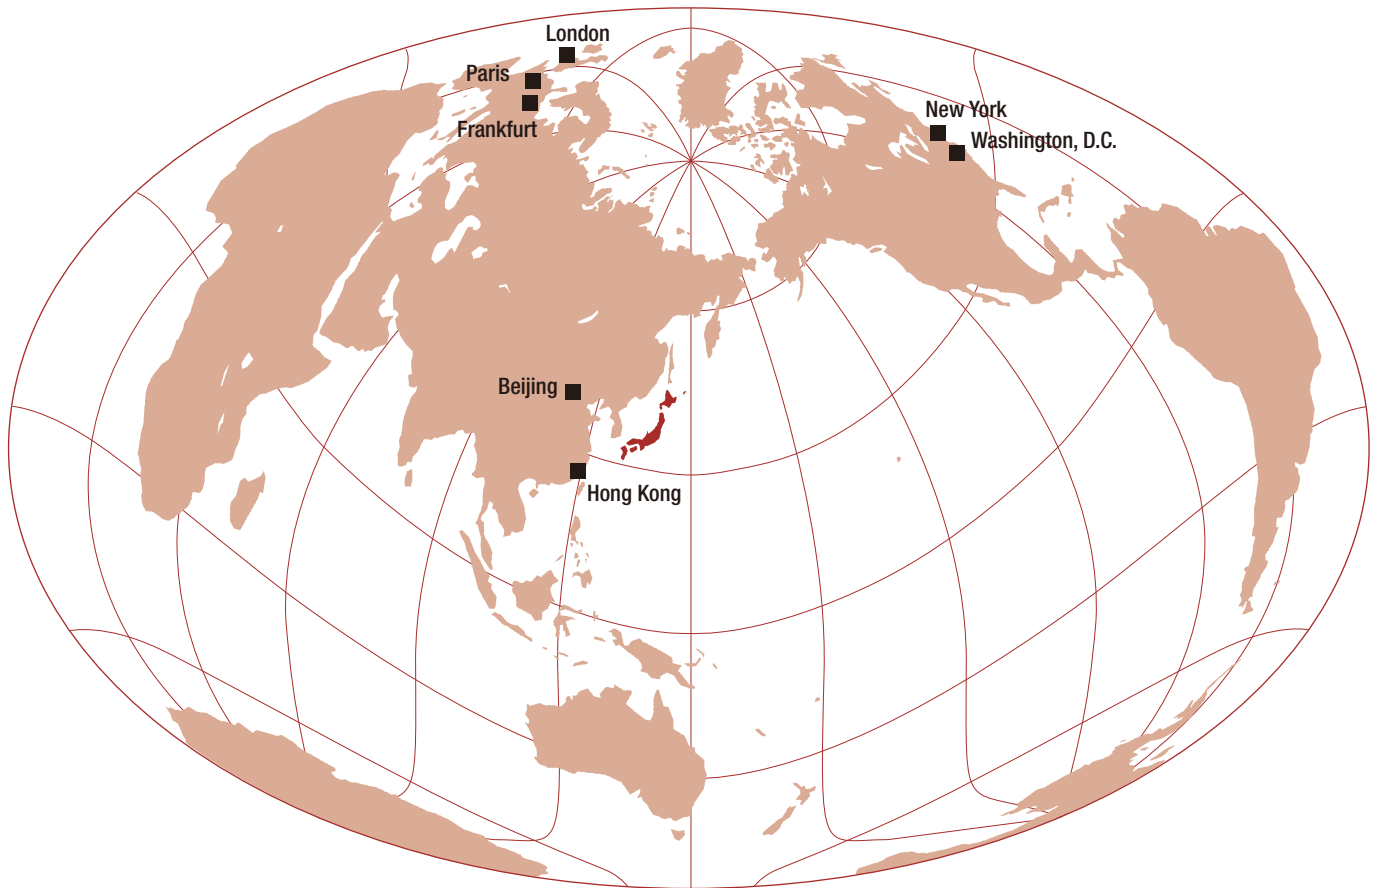 London
Paris
Frankfurt
New York
Washington, D.C.
Beijing
Hong Kong